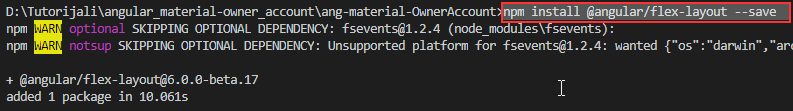 D:\Tutorijali\angular_material-owner_account\ang-material-OwnerAccount>npm install @angular/flex-layout --save
npm WARN optional SKIPPING OPTIONAL DEPENDENCY: fsevents@1.2.4 (node_modules\fsevents):
npm WARN notsup SKIPPING OPTIONAL DEPENDENCY: Unsupported platform for fsevents@1.2.4: wanted {"os":"darwin","arc
+ @angular/flex-layout@6.0.0-beta.17
added 1 package in 10.061s